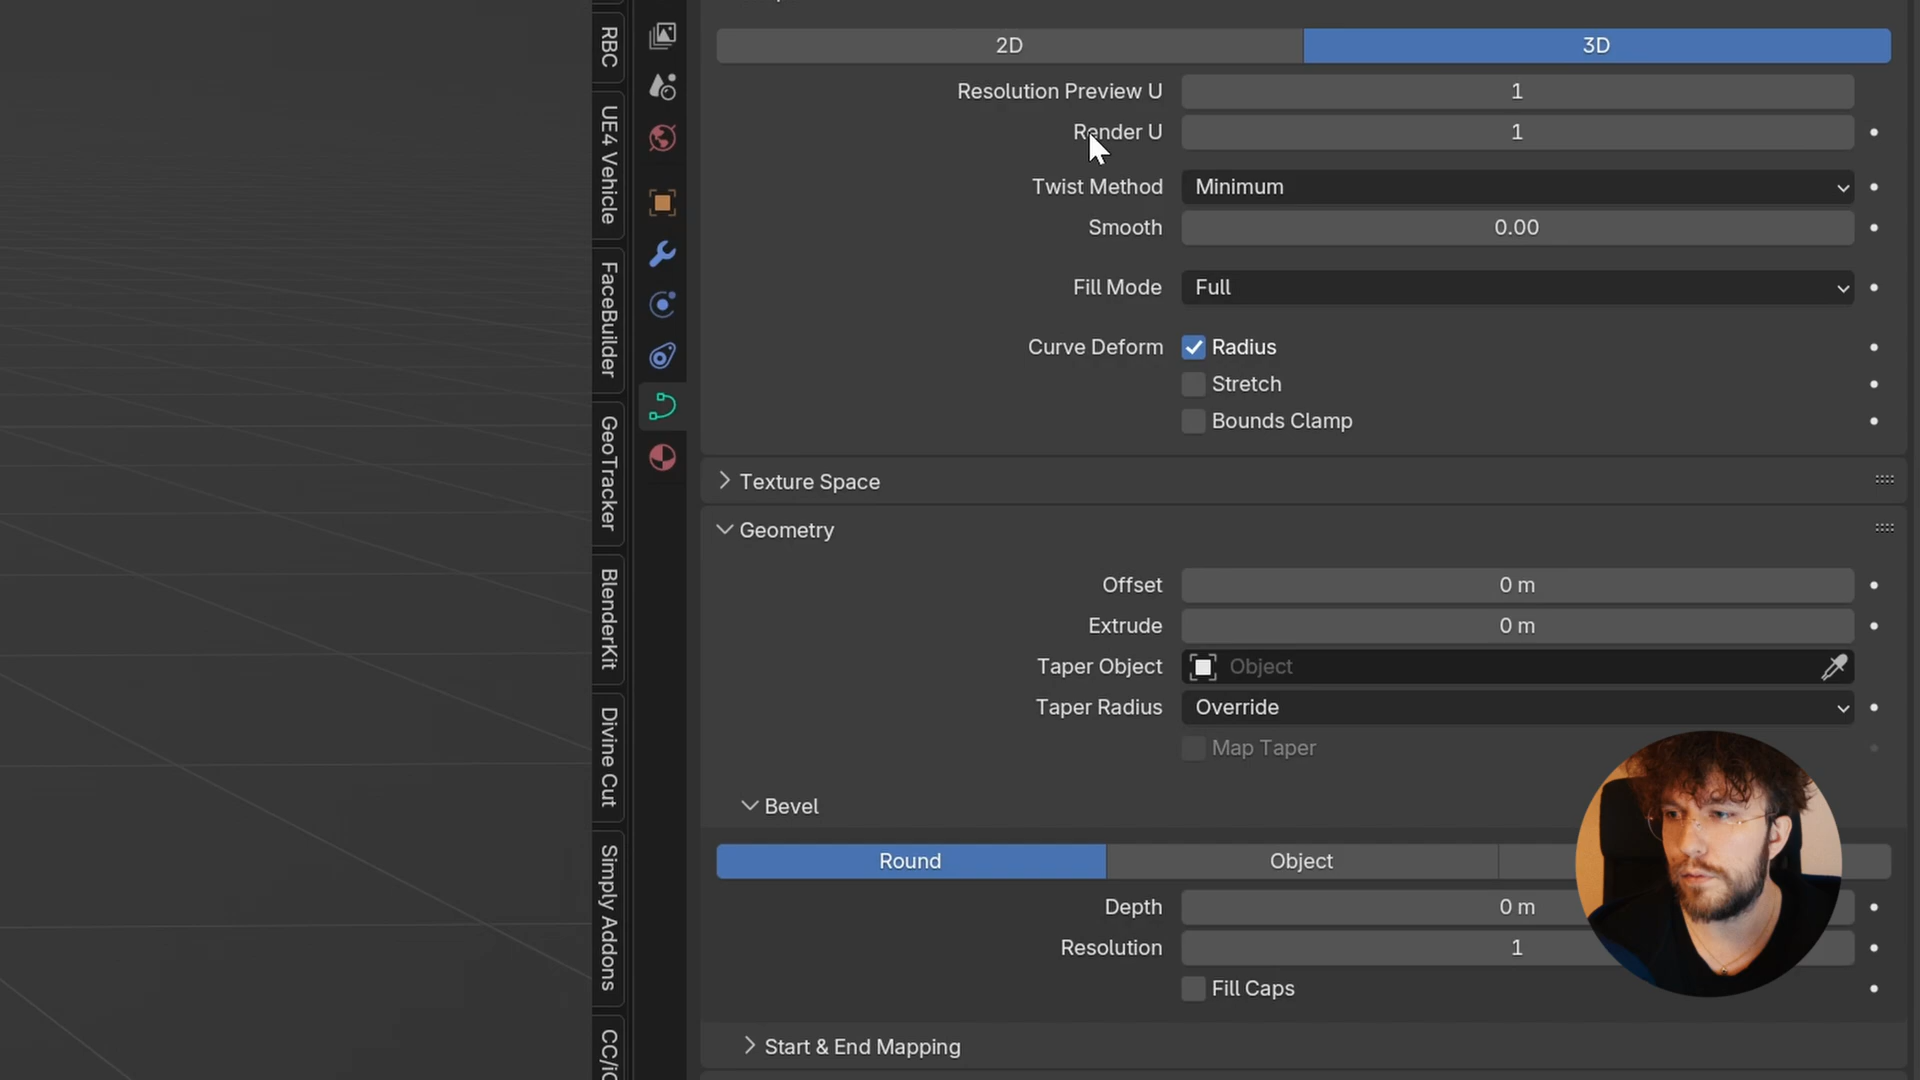 RBC
UE4 Vehicle
FaceBuilder
GeoTracker
BlenderKit
Divine Cut
Simply Addons
2D
3D
Resolution Preview U
1
Render U
1
Twist Method
Minimum
Smooth
0.00
Fill Mode
Full
Curve Deform
Radius
Stretch
Bounds Clamp
Texture Space
Geometry
Offset
0 m
Extrude
0 m
Taper Object
Object
Taper Radius
Override
Map Taper
Bevel
Round
Object
Depth
0 m
Resolution
1
Fill Caps
Start & End Mapping